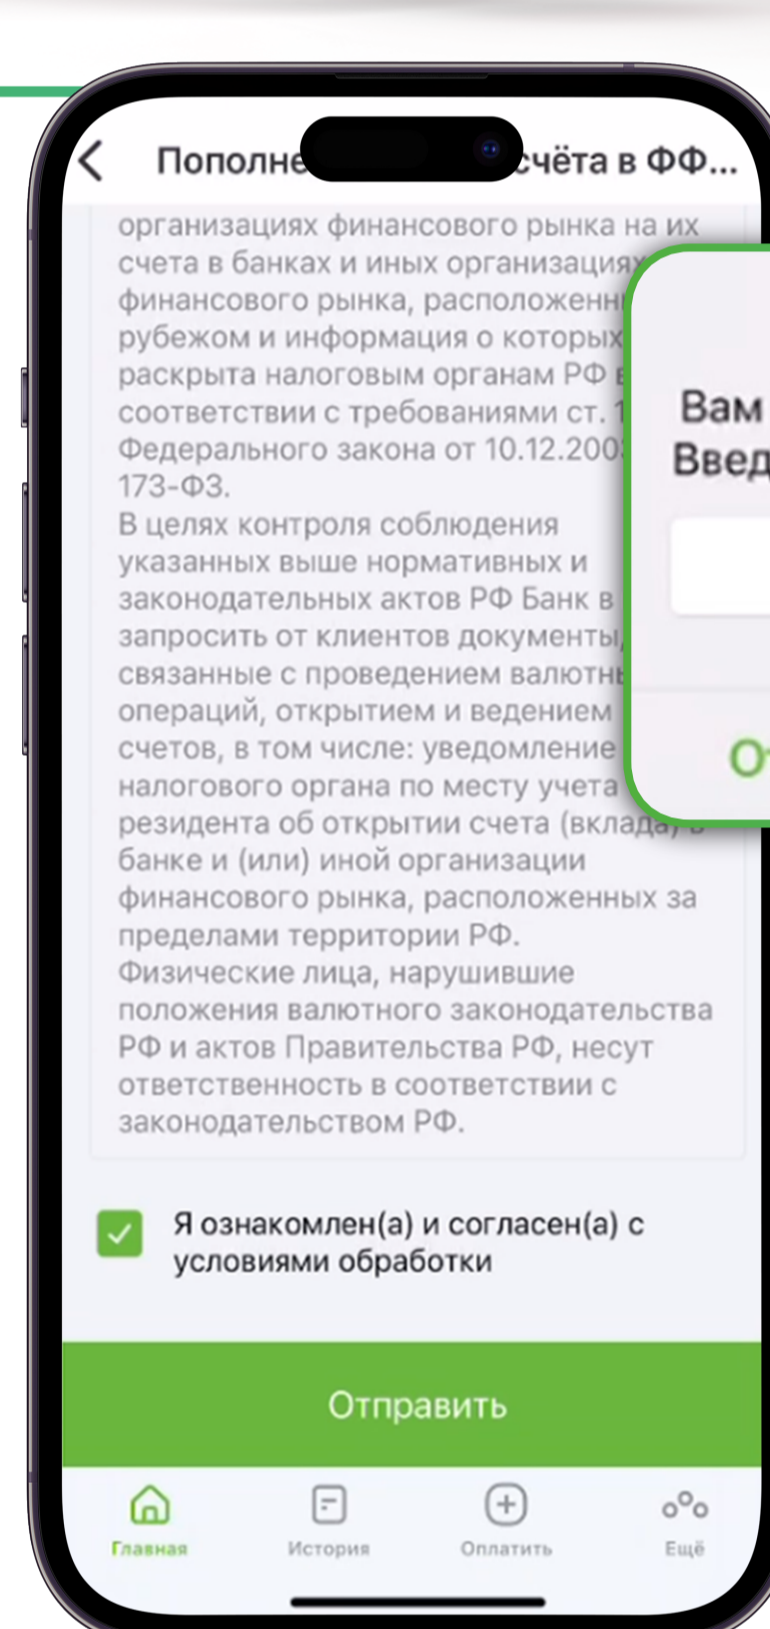 Пополне счёта в ФФ...
организациях финансового рынка на их
счета в банках и иных организациях
финансового рынка, расположенн
рубежом и информация о которых
раскрыта налоговым органам РФ в
соответствии с требованиями ст. 1
Федерального закона от 10.12.200
173-ФЗ.
В целях контроля соблюдения
указанных выше нормативных и
законодательных актов РФ Банк в
запросить от клиентов документы,
связанные с проведением валютны
операций, открытием и ведением
счетов, в том числе: уведомление
налогового органа по месту учета
резидента об открытии счета (вклада) в
банке и (или) иной организации
финансового рынка, расположенных за
пределами территории РФ.
Физические лица, нарушившие
положения валютного законодательства
РФ и актов Правительства РФ, несут
ответственность в соответствии с
законодательством РФ.
Вам
Введ
От
Я ознакомлен(а) и согласен(а) с
условиями обработки
Отправить
Главная
История
Оплатить
Ещё